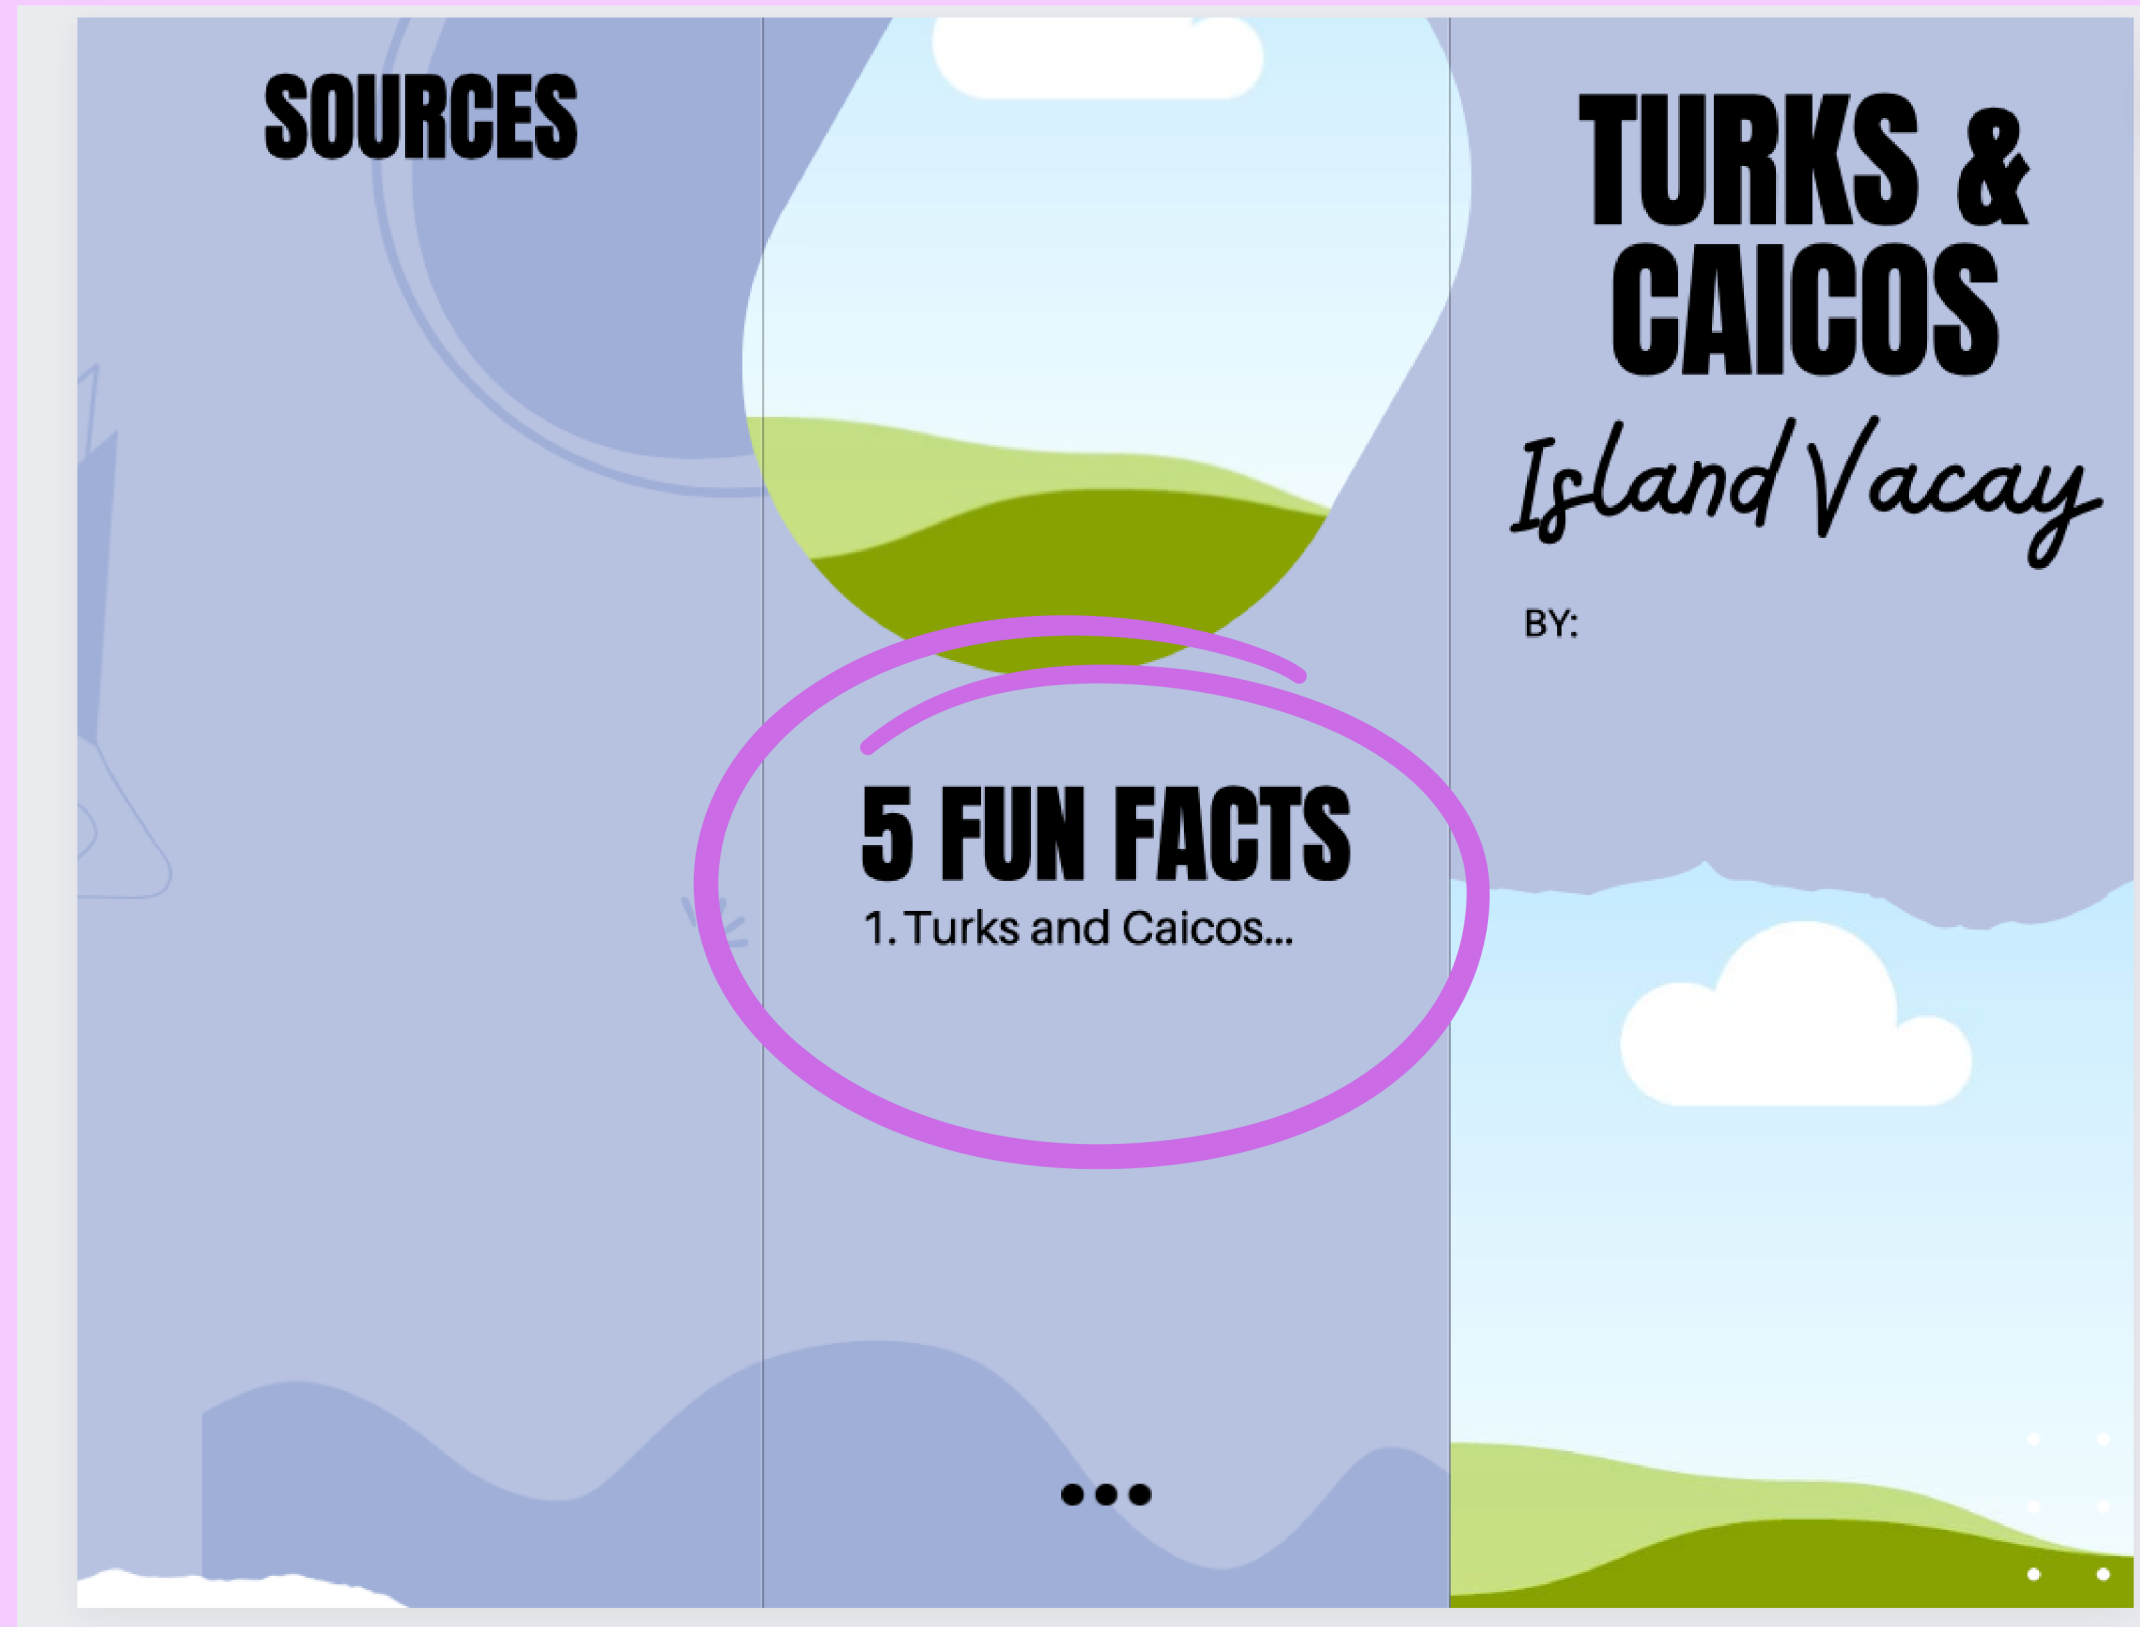 SOURCES
5 FUN FACTS
1. Turks and Caicos...
TURKS &
CAICOS
Island Vacay
BY: